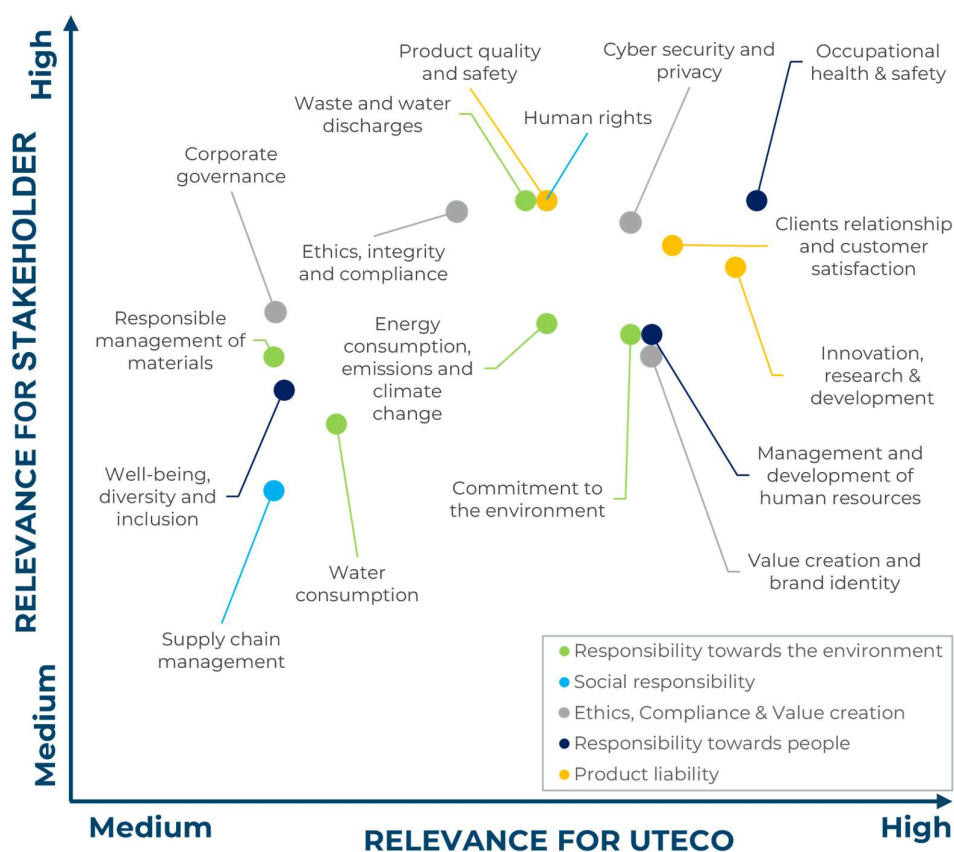 High
RELEVANCE FOR STAKEHOLDER
Medium
Product quality
and safety
Cyber security and
privacy
Occupational
health & safety
Waste and water
discharges
Human rights
Corporate
governance
Ethics, integrity
and compliance
Clients relationship
and customer
satisfaction
Responsible
management of
materials
Energy
consumption,
emissions and
climate
change
Innovation,
research &
development
Well-being,
diversity and
inclusion
Commitment to
the environment
Management and
development of
human resources
Water
consumption
Value creation and
brand identity
Supply chain
management
Responsibility towards the environment
Social responsibility
Ethics, Compliance & Value creation
Responsibility towards people
Product liability
Medium
RELEVANCE FOR UTECO
High